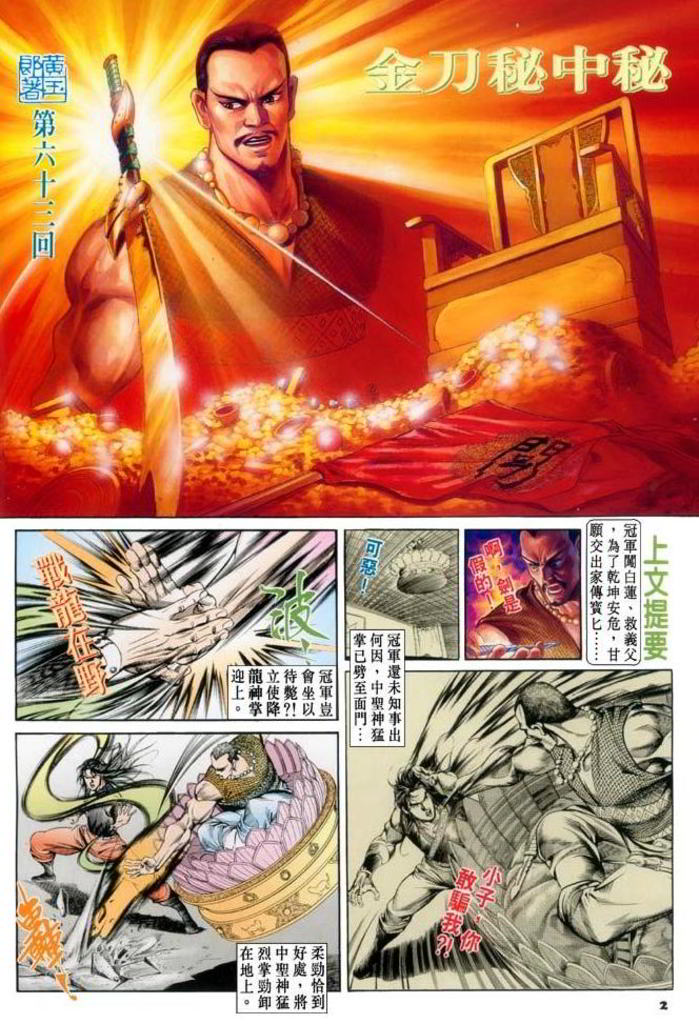 金刀秘中秘
黃玉郎著
第六十三回
闖
上文提要
冠軍闖白蓮、救義父
，為了乾坤安危，甘
願交出家傳寶匕……
啊，劍是
假的！
可惡！
冠軍還未知事出
何因，中聖神猛
掌已劈至面門…
小子，你
敢騙我？！
戰龍在野
波
冠軍豈
會坐以
待斃？！
立使降
龍神掌
迎上。
柔勁恰到
好處，將
中聖神猛
烈掌勁卸
在地上。
2